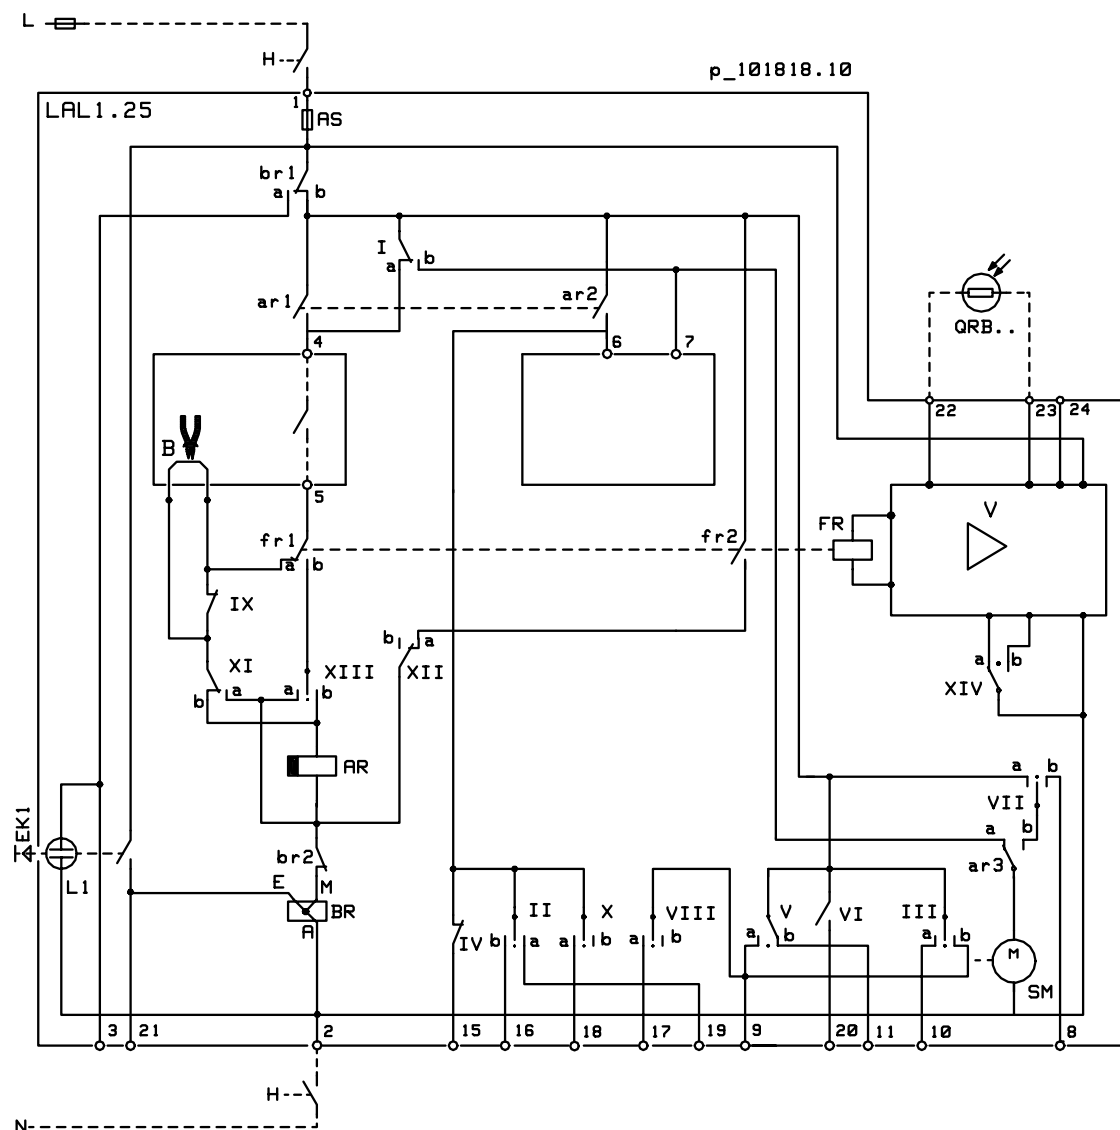 L
H
p_101818.10
1
LAL1.25
AS
br1
a b
I
a b
ar1
ar2
4
6 7
QRB..
22 23 24
B
5
V
fr1
a b
fr2
FR
IX
b a
XI
XIII
XII
a b
b a
a b
XIV
AR
a b
VII
EK1
a b
ar3
br2
L1
E M
BR
A
II X VIII V VI III
IV
b a
a b
a b
a b
a b
M
SM
3 21 2 15 16 18 17 19 9 20 11 10 8
H
N